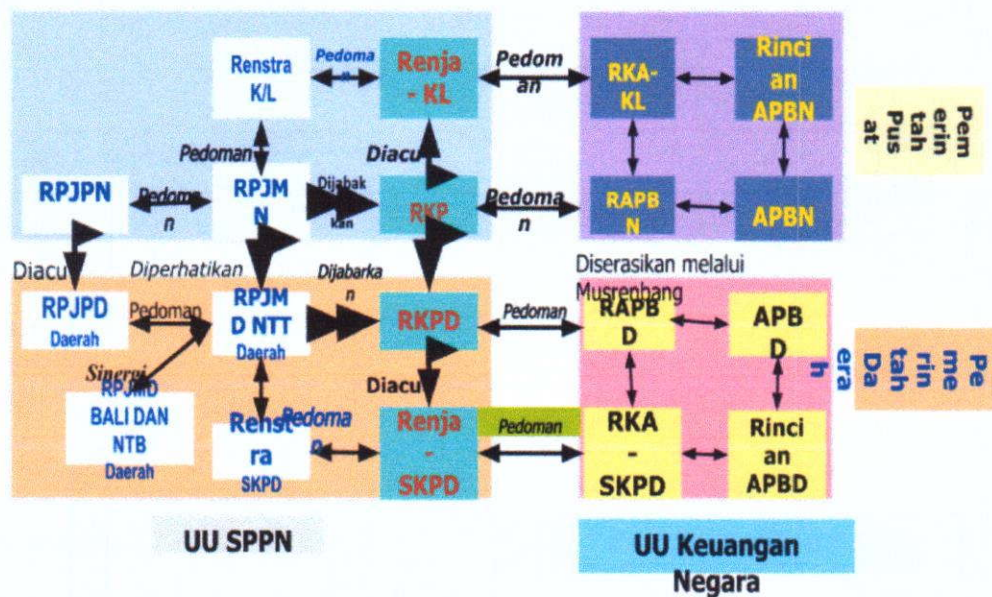 Renstra
K/L
Pedoma
n
Renja
- KL
Pedom
an
RKA-
KL
Rinci
an
APBN
Pem
erin
tah
Pus
at
Pedoman
Diacu
RPJPN
Pedoma
n
RPJM
N
Dijabak
kan
RKP
Pedoma
n
RAPB
N
APBN
Diacu
Diperhatikan
Dijabarka
n
Diserasikan melalui
Musrenbang
RPJPD
Daerah
Pedoman
RPJM
D NTT
Daerah
RKPD
Pedoman
RAPB
D
APB
D
Pe
me
rin
tah
Da
era
h
Sinergi
RPJMD
BALI DAN
NTB
Daerah
Diacu
Renst
ra
SKPD
Pedoma
n
Renja
-
SKPD
Pedoman
RKA
-
SKPD
Rinci
an
APBD
UU SPPN
UU Keuangan
Negara